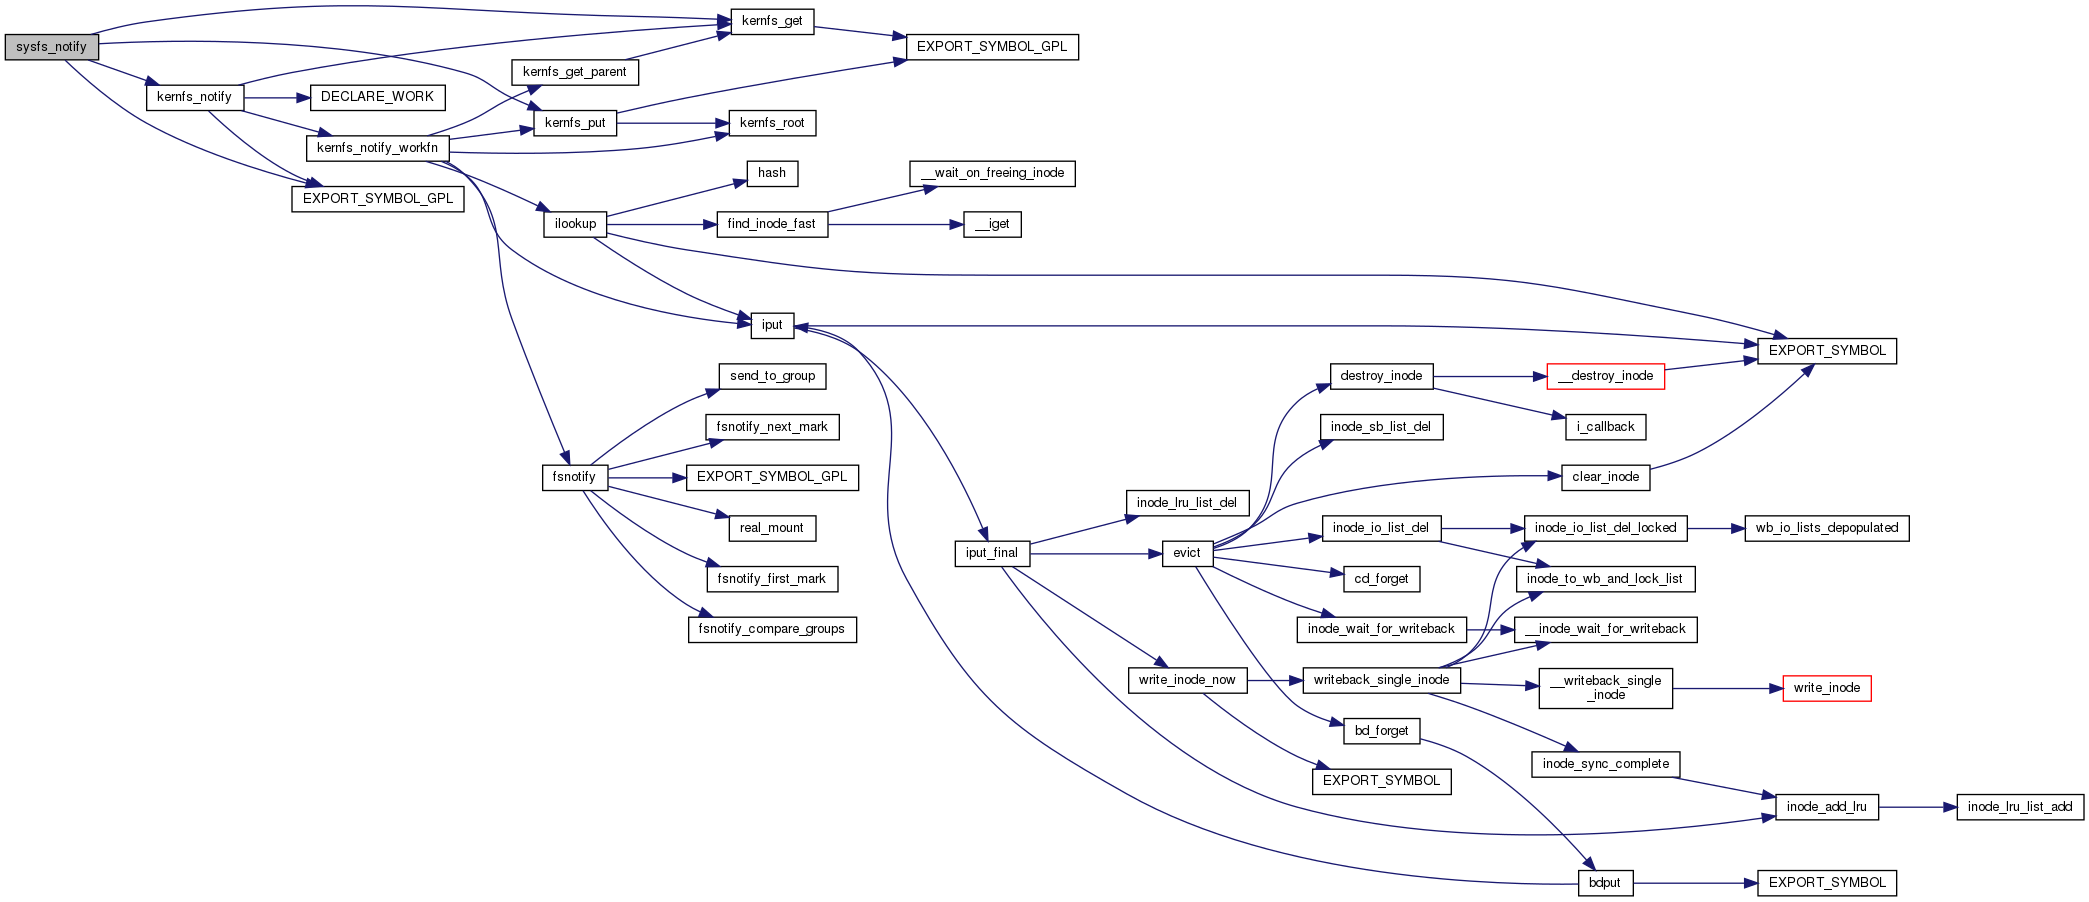 sysfs_notify
kernfs_get
EXPORT_SYMBOL_GPL
kernfs_get_parent
kernfs_notify
DECLARE_WORK
kernfs_put
kernfs_root
kernfs_notify_workfn
hash
__wait_on_freeing_inode
EXPORT_SYMBOL_GPL
ilookup
find_inode_fast
__iget
iput
EXPORT_SYMBOL
send_to_group
destroy_inode
__destroy_inode
fsnotify_next_mark
inode_sb_list_del
i_callback
fsnotify
EXPORT_SYMBOL_GPL
clear_inode
inode_lru_list_del
real_mount
inode_io_list_del
inode_io_list_del_locked
wb_io_lists_depopulated
iput_final
evict
fsnotify_first_mark
cd_forget
inode_to_wb_and_lock_list
fsnotify_compare_groups
inode_wait_for_writeback
__inode_wait_for_writeback
write_inode_now
writeback_single_inode
__writeback_single
_inode
write_inode
bd_forget
inode_sync_complete
EXPORT_SYMBOL
inode_add_lru
inode_lru_list_add
bdput
EXPORT_SYMBOL